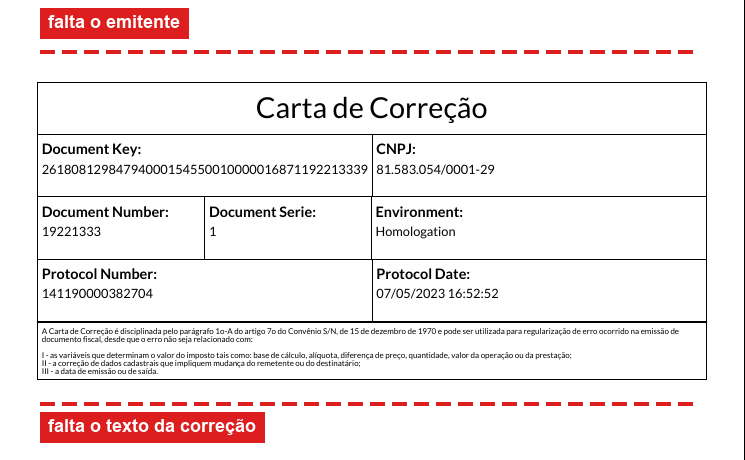 falta o emitente
Carta de Correção
Document Key:
26180812984794000154550010000016871192213339
CNPJ:
81.583.054/0001-29
Document Number:
19221333
Document Serie:
1
Environment:
Homologation
Protocol Number:
141190000382704
Protocol Date:
07/05/2023 16:52:52
A Carta de Correção é disciplinada pelo parágrafo 1o-A do artigo 7o do Convênio S/N, de 15 de dezembro de 1970 e pode ser utilizada para regularização de erro ocorrido na emissão de
documento fiscal, desde que o erro não seja relacionado com:
I - as variáveis que determinam o valor do imposto tais como: base de cálculo, alíquota, diferença de preço, quantidade, valor da operação ou da prestação;
II - a correção de dados cadastrais que impliquem mudança do remetente ou do destinatário;
III - a data de emissão ou de saída.
falta o texto da correção